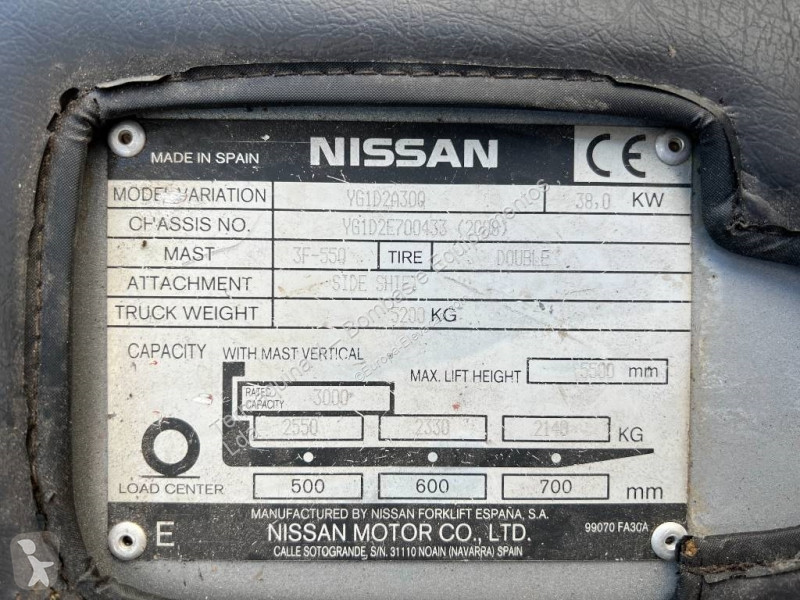 MADE IN SPAIN NISSAN CE
MODEL VARIATION YG1D2A30Q 38,0 KW
CHASSIS NO. YG1D2E700433 (2008)
MAST 3F-550 TIRE DOUBLE
ATTACHMENT SIDE SHIFT
TRUCK WEIGHT 5200 KG
CAPACITY WITH MAST VERTICAL
MAX. LIFT HEIGHT 5500 mm
RATED CAPACITY 3000
2550 2330 2140 KG
LOAD CENTER 500 600 700 mm
MANUFACTURED BY NISSAN FORKLIFT ESPAÑA, S.A.
E NISSAN MOTOR CO., LTD. 99070 FA30A
CALLE SOTOGRANDE, S/N. 31110 NOAIN (NAVARRA) SPAIN